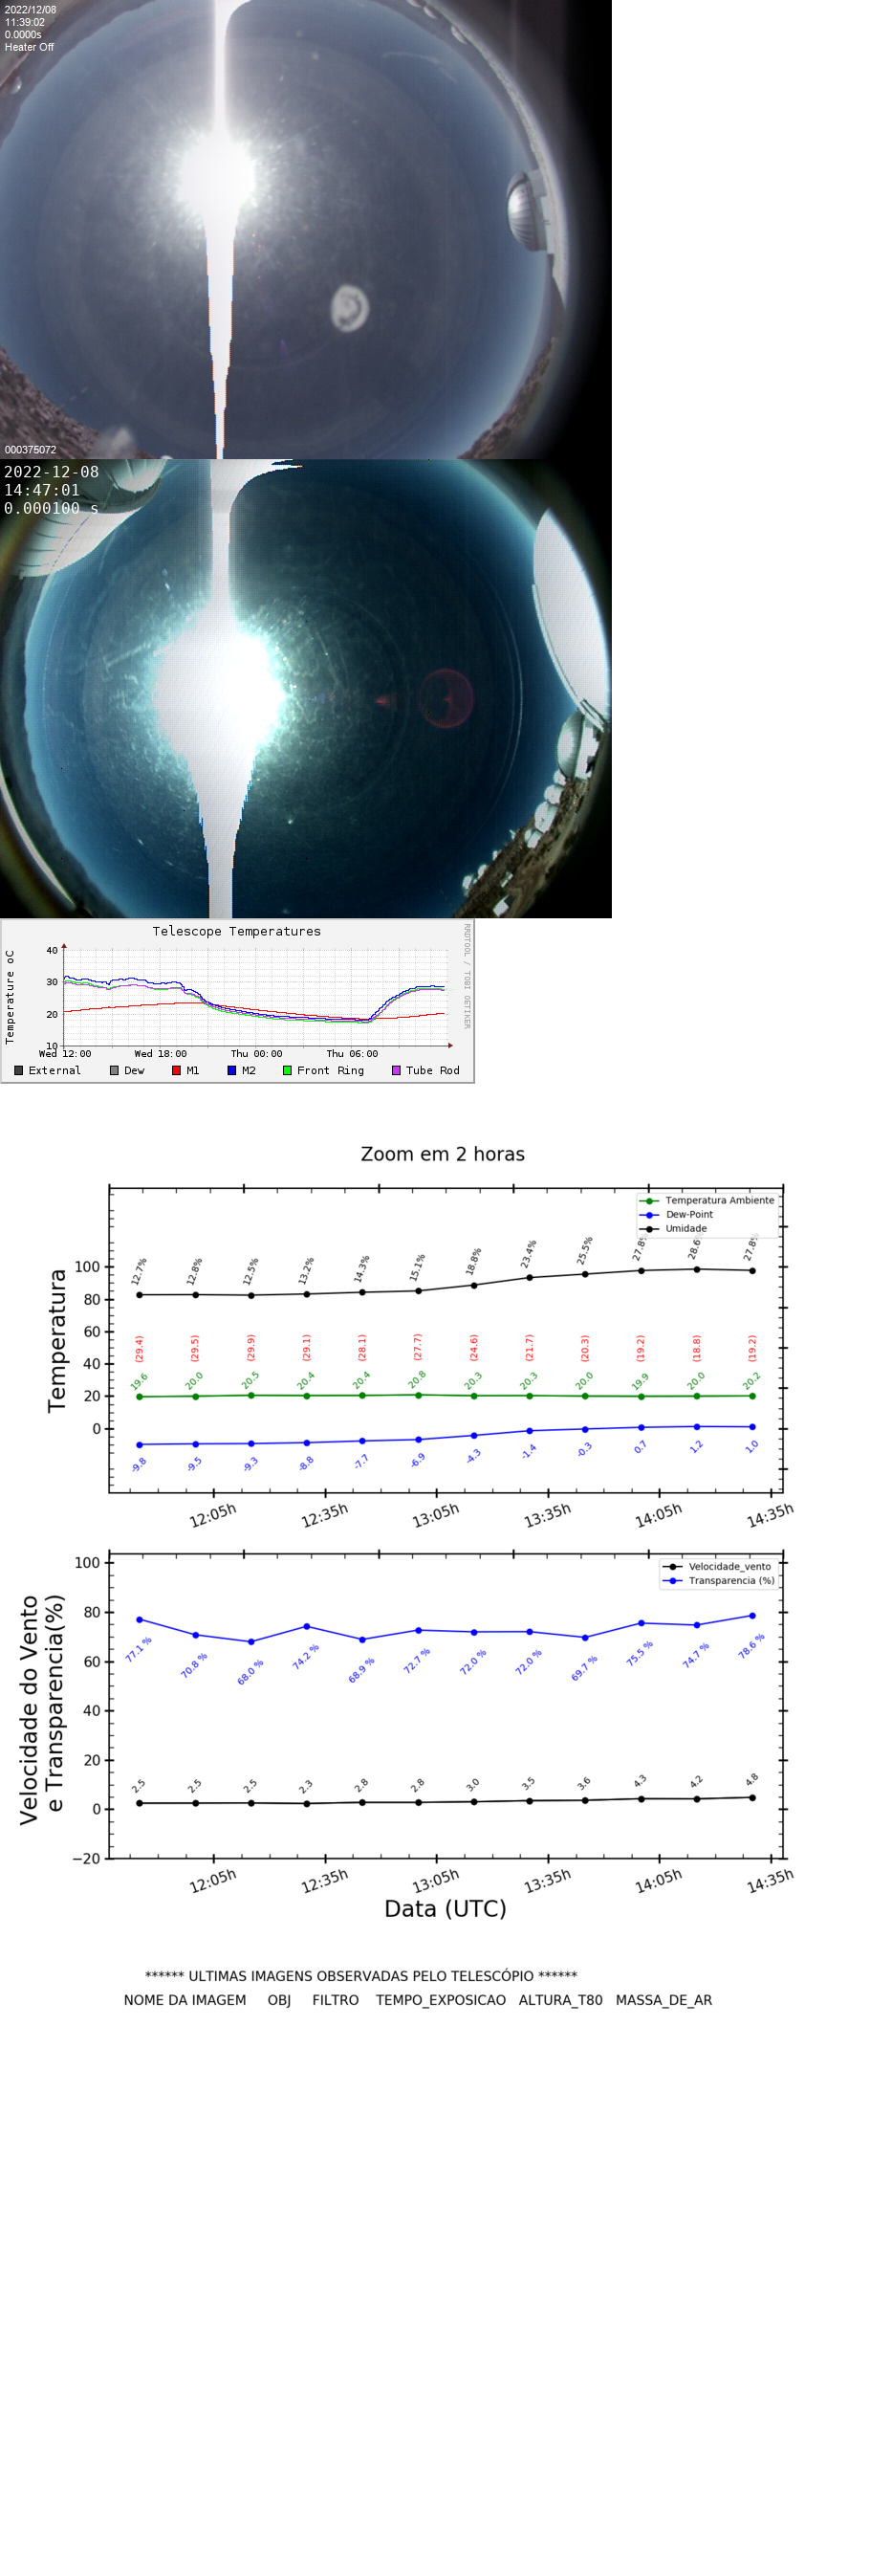 2022/12/08
11:39:02
0.0000s
Heater Off
000375072
2022-12-08
14:47:01
0.000100 s
Telescope Temperatures
RRDTOOL / TOBI OETIKER
Temperature oC
40
30
20
10
Wed 12:00 Wed 18:00 Thu 00:00 Thu 06:00
External Dew M1 M2 Front Ring Tube Rod
Zoom em 2 horas
Temperatura Ambiente
Dew-Point
Umidade
Temperatura
100
80
60
40
20
0
12.7% 12.8% 12.5% 13.2% 14.3% 15.1% 18.8% 23.4% 25.5% 27.8% 28.6 27.8%
(29.4) (29.5) (29.9) (29.1) (28.1) (27.7) (24.6) (21.7) (20.3) (19.2) (18.8) (19.2)
19.6 20.0 20.5 20.4 20.4 20.8 20.3 20.3 20.0 19.9 20.0 20.2
-9.8 -9.5 -9.3 -8.8 -7.7 -6.9 -4.3 -1.4 -0.3 0.7 1.2 1.0
12:05h 12:35h 13:05h 13:35h 14:05h 14:35h
Velocidade_vento
Transparencia (%)
Velocidade do Vento
e Transparencia(%)
100
80
60
40
20
0
−20
77.1 % 70.8 % 68.0 % 74.2 % 68.9 % 72.7 % 72.0 % 72.0 % 69.7 % 75.5 % 74.7 % 78.6 %
2.5 2.5 2.5 2.3 2.8 2.8 3.0 3.5 3.6 4.3 4.2 4.8
12:05h 12:35h 13:05h 13:35h 14:05h 14:35h
Data (UTC)
****** ULTIMAS IMAGENS OBSERVADAS PELO TELESCÓPIO ******
NOME DA IMAGEM OBJ FILTRO TEMPO_EXPOSICAO ALTURA_T80 MASSA_DE_AR